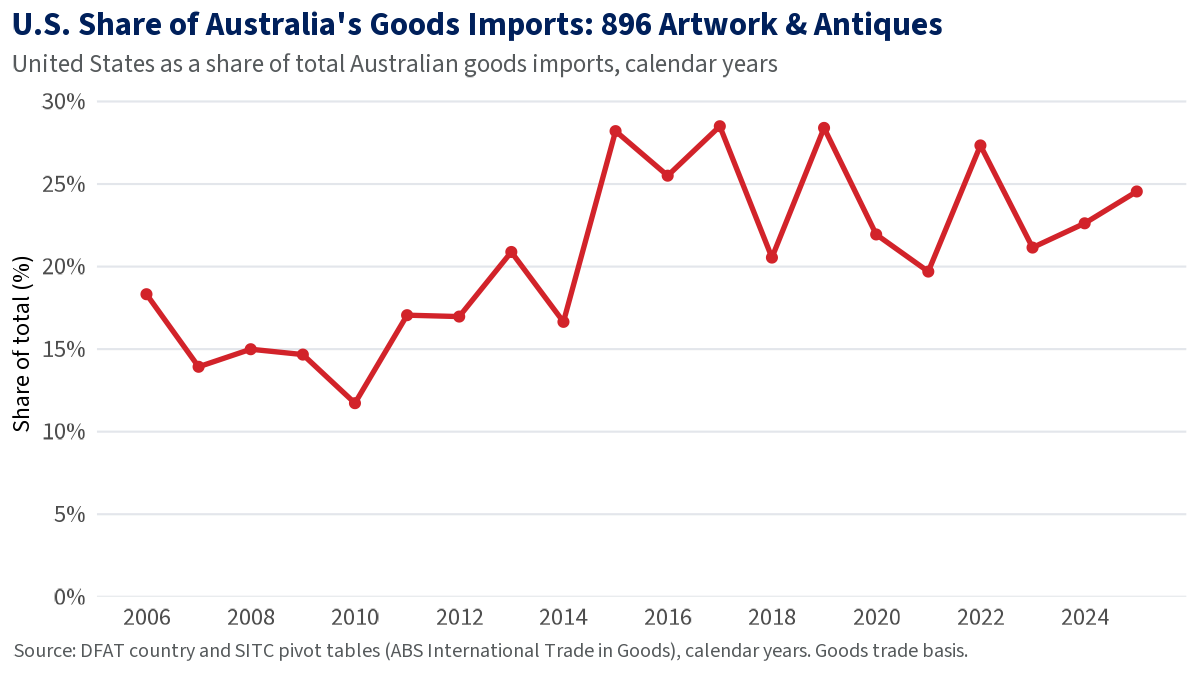 U.S. Share of Australia's Goods Imports: 896 Artwork & Antiques
United States as a share of total Australian goods imports, calendar years
Share of total (%)
30%
25%
20%
15%
10%
5%
0%
2006 2008 2010 2012 2014 2016 2018 2020 2022 2024
Source: DFAT country and SITC pivot tables (ABS International Trade in Goods), calendar years. Goods trade basis.